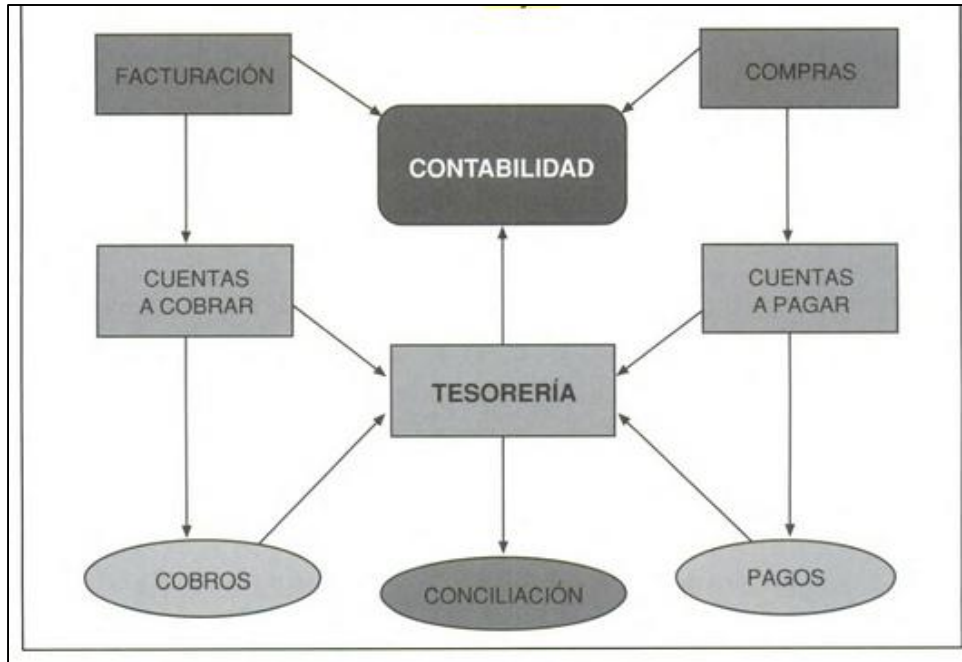 FACTURACIÓN
COMPRAS
CONTABILIDAD
CUENTAS
A COBRAR
CUENTAS
A PAGAR
TESORERÍA
COBROS
CONCILIACIÓN
PAGOS